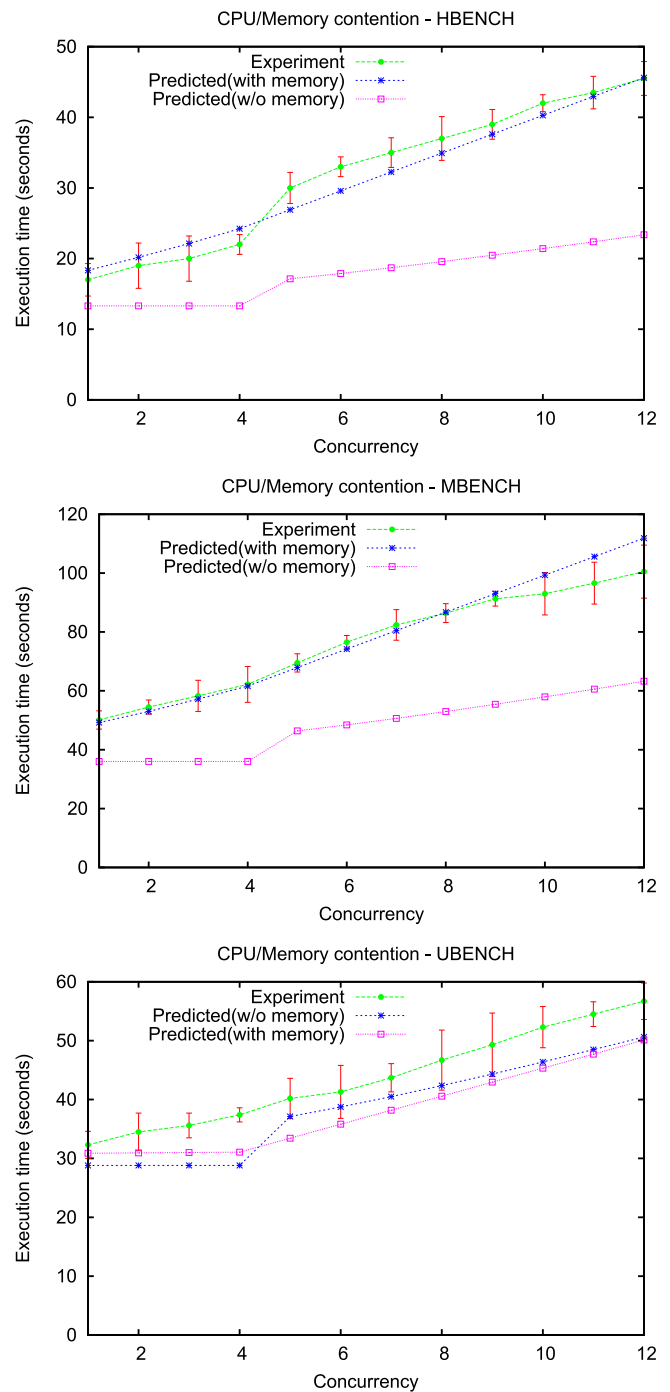 CPU/Memory contention - HBENCH
50
40
30
20
10
0
Execution time (seconds)
Experiment
Predicted(with memory)
Predicted(w/o memory)
2 4 6 8 10 12
Concurrency
CPU/Memory contention - MBENCH
120
100
80
60
40
20
0
Execution time (seconds)
Experiment
Predicted(with memory)
Predicted(w/o memory)
2 4 6 8 10 12
Concurrency
CPU/Memory contention - UBENCH
60
50
40
30
20
10
0
Execution time (seconds)
Experiment
Predicted(w/o memory)
Predicted(with memory)
2 4 6 8 10 12
Concurrency